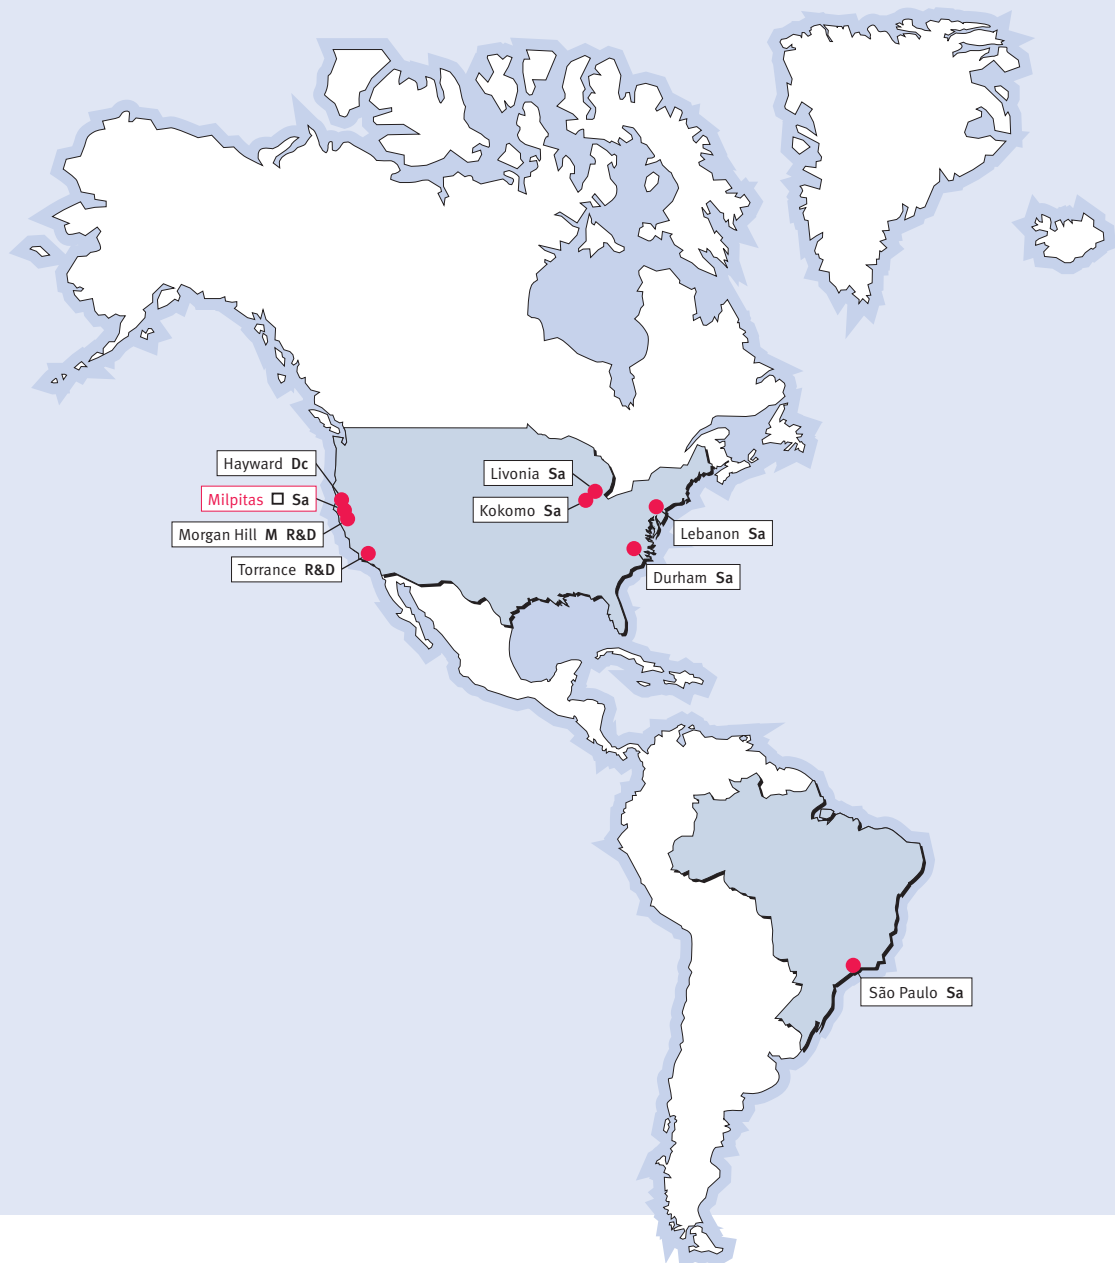 Hayward Dc
Milpitas □ Sa
Morgan Hill M R&D
Torrance R&D
Livonia Sa
Kokomo Sa
Lebanon Sa
Durham Sa
São Paulo Sa